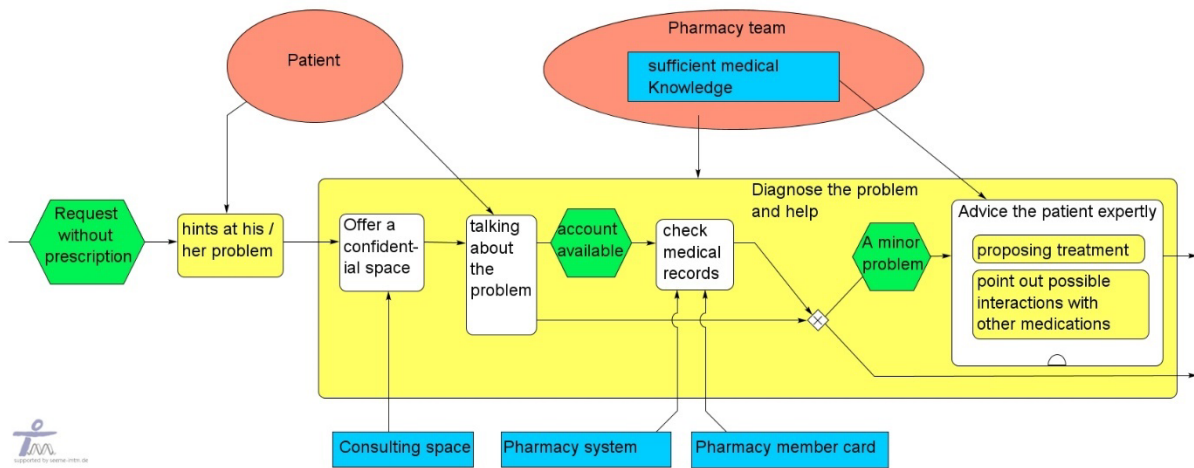 Patient
Pharmacy team
sufficient medical
Knowledge
Request
without
prescription
hints at his /
her problem
Offer a
confident-
ial space
talking
about
the
problem
account
available
check
medical
records
Diagnose the problem
and help
A minor
problem
Advice the patient expertly
proposing treatment
point out possible
interactions with
other medications
Consulting space
Pharmacy system
Pharmacy member card
supported by seeme-imtm.de